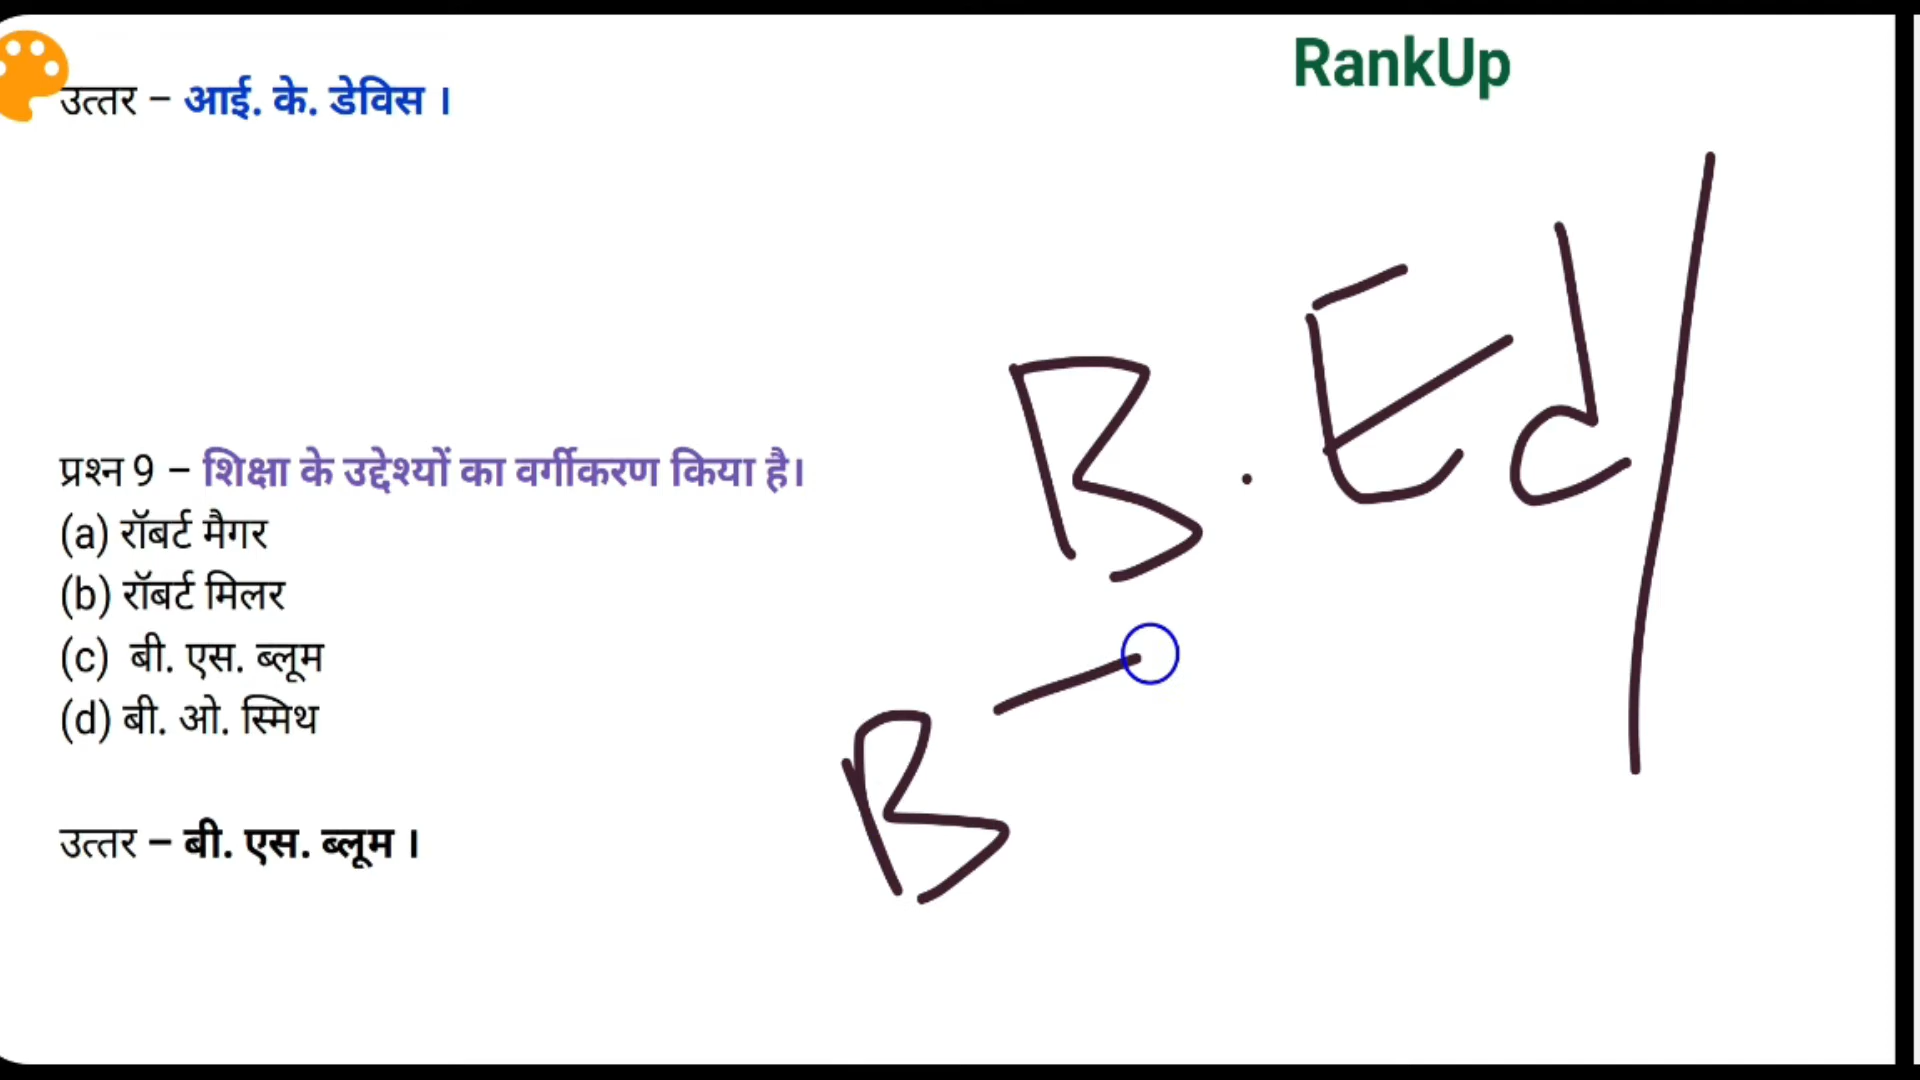 RankUp
उत्तर – आई. के. डेविस ।
B.Ed/
प्रश्न 9 – शिक्षा के उद्देश्यों का वर्गीकरण किया है।
(a) रॉबर्ट मैगर
(b) रॉबर्ट मिलर
(c) बी. एस. ब्लूम
(d) बी. ओ. स्मिथ
B
उत्तर – बी. एस. ब्लूम ।